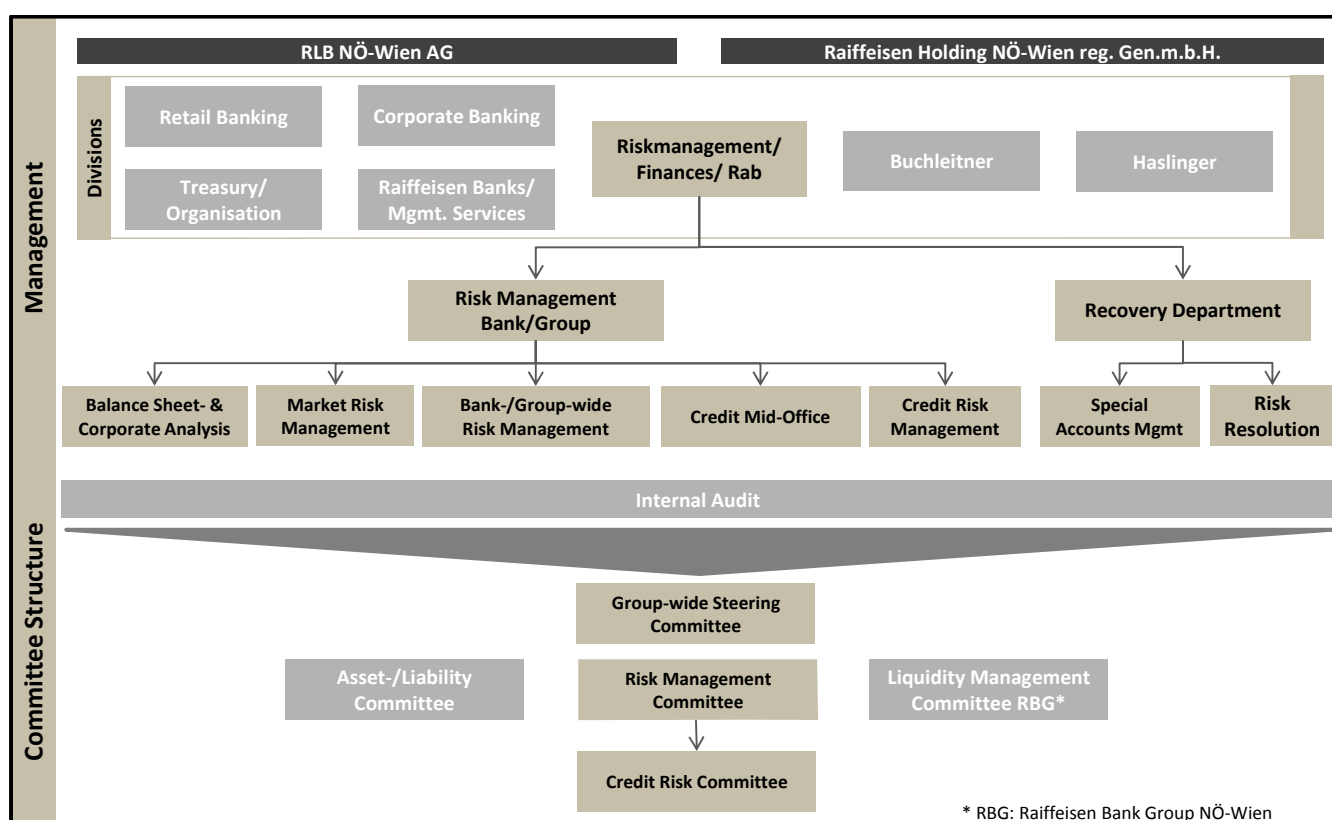 RLB NÖ-Wien AG
Raiffeisen Holding NÖ-Wien reg. Gen.m.b.H.
Management
Divisions
Retail Banking
Corporate Banking
Treasury/
Organisation
Raiffeisen Banks/
Mgmt. Services
Riskmanagement/
Finances/ Rab
Buchleitner
Haslinger
Risk Management
Bank/Group
Recovery Department
Balance Sheet- &
Corporate Analysis
Market Risk
Management
Bank-/Group-wide
Risk Management
Credit Mid-Office
Credit Risk
Management
Special
Accounts Mgmt
Risk
Resolution
Committee Structure
Internal Audit
Group-wide Steering
Committee
Asset-/Liability
Committee
Risk Management
Committee
Liquidity Management
Committee RBG*
Credit Risk Committee
* RBG: Raiffeisen Bank Group NÖ-Wien